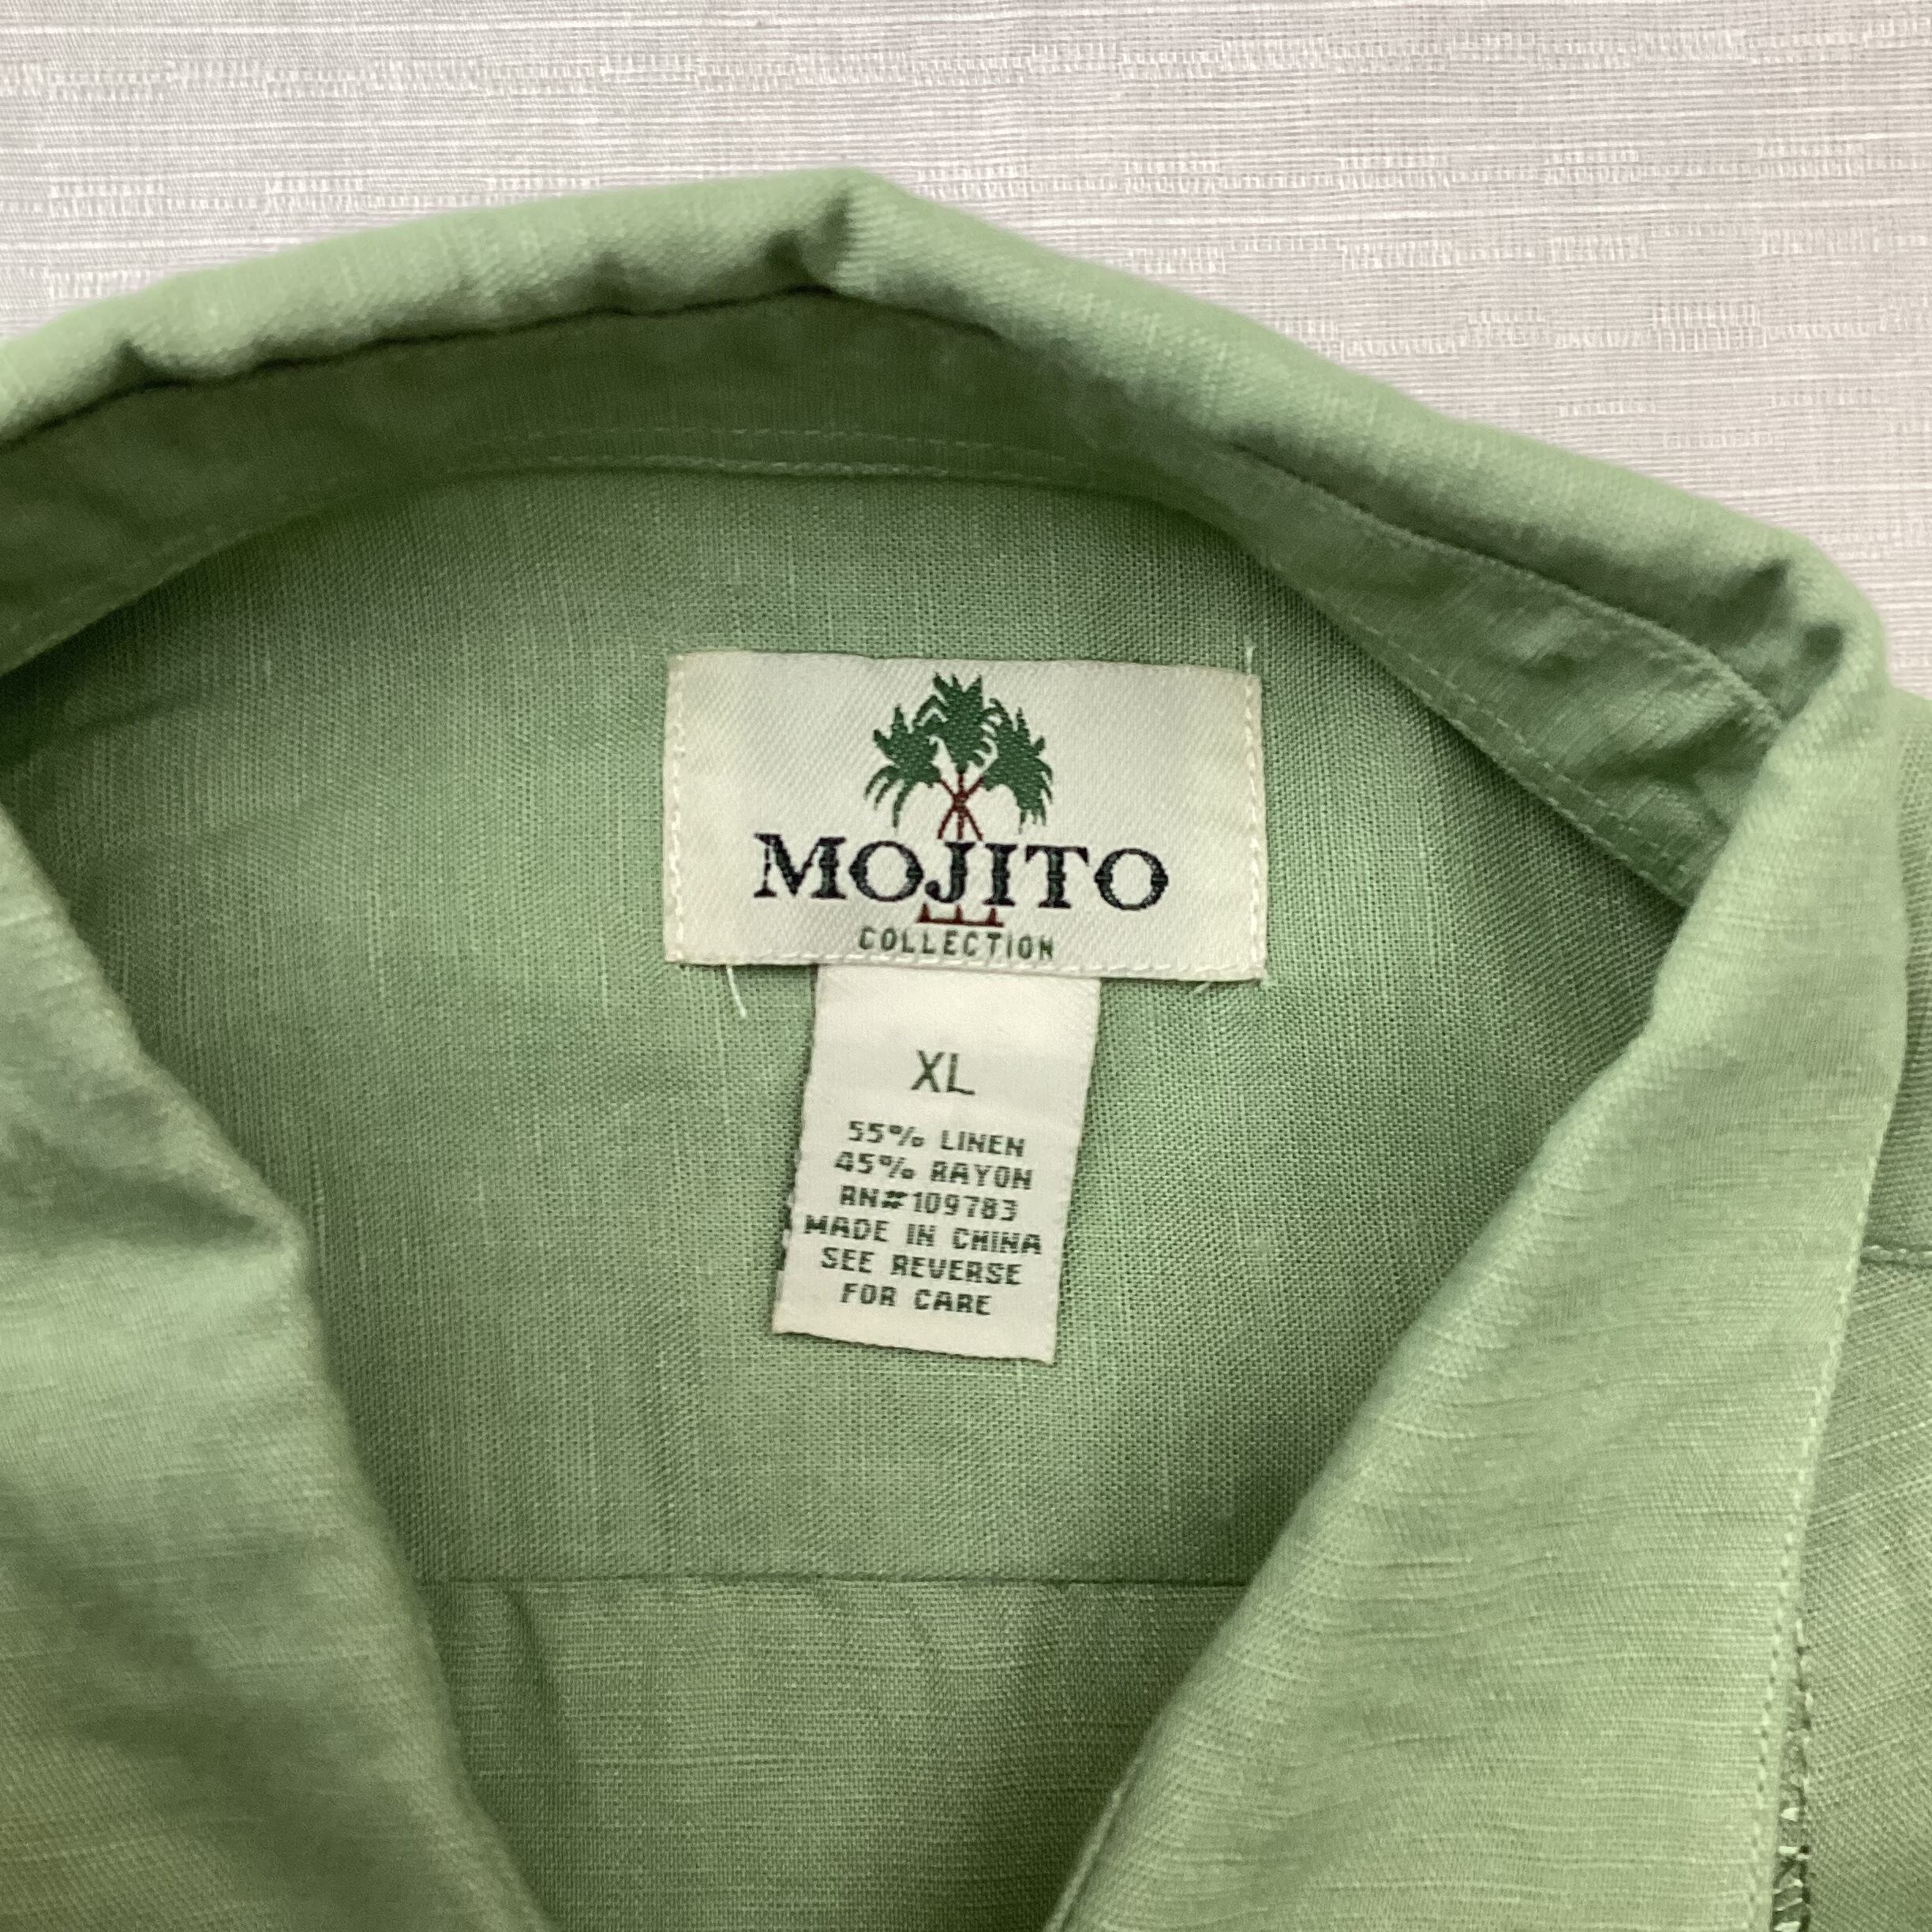 MOJITO
COLLECTION
XL
55% LINEN
45% RAYON
RN#109783
MADE IN CHINA
SEE REVERSE
FOR CARE